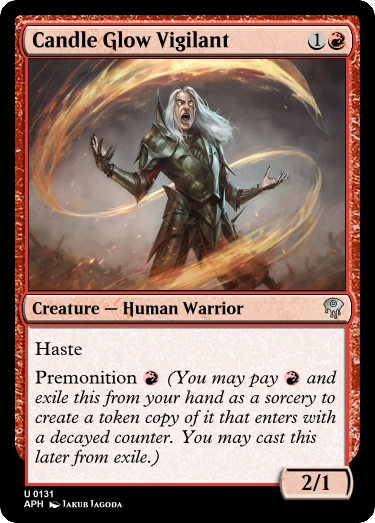 Candle Glow Vigilant 1
Creature — Human Warrior
Haste
Premonition (You may pay and
exile this from your hand as a sorcery to
create a token copy of it that enters with
a decayed counter. You may cast this
later from exile.)
2/1
U 0131
APH Jakub Jagoda